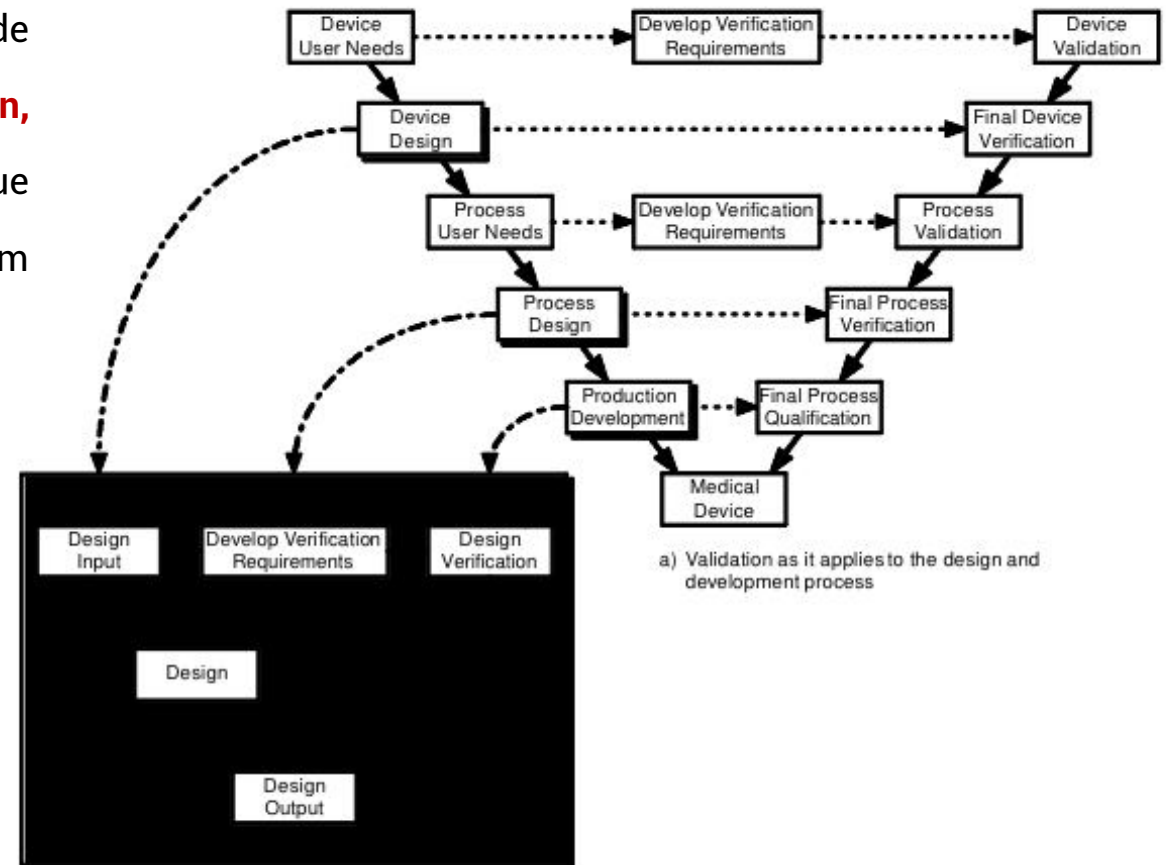 de
n,
ue
m
Device
User Needs
Develop Verification
Requirements
Device
Validation
Device
Design
Final Device
Verification
Process
User Needs
Develop Verification
Requirements
Process
Validation
Process
Design
Final Process
Verification
Production
Development
Final Process
Qualification
Medical
Device
a) Validation as it applies to the design and
development process
Design
Input
Develop Verification
Requirements
Design
Verification
Design
Design
Output